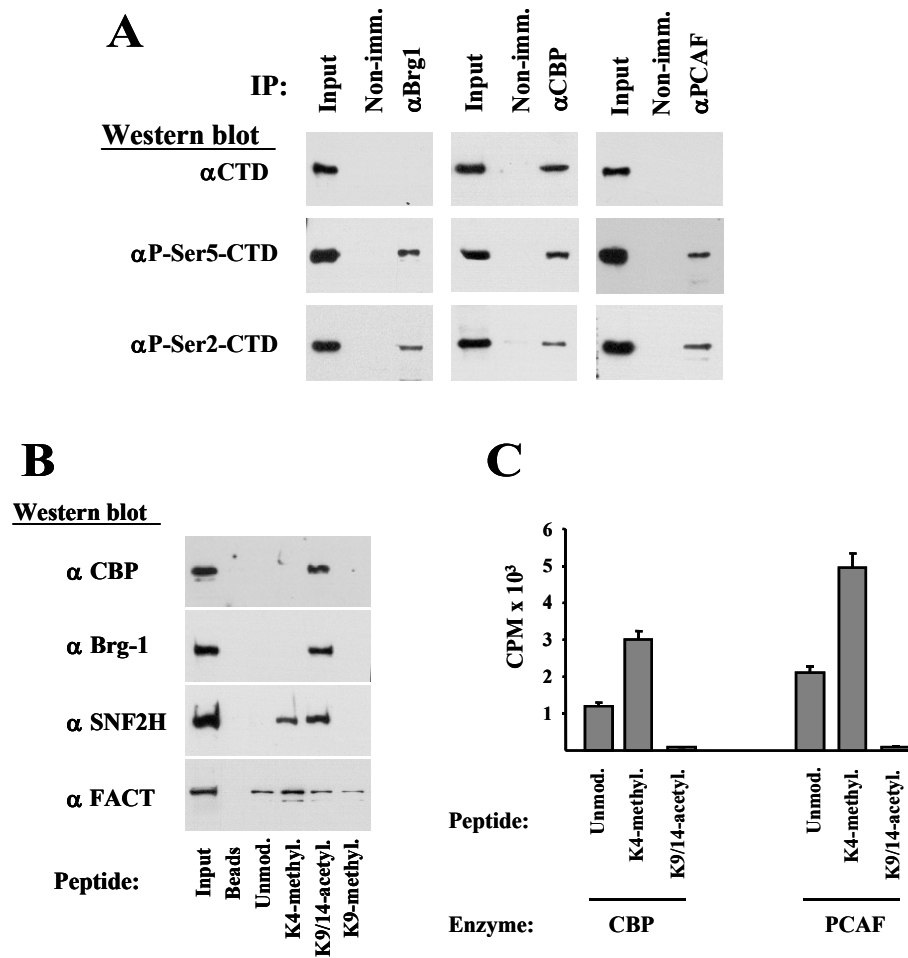 A
IP:
Input
Non-imm.
αBrg1
Input
Non-imm.
αCBP
Input
Non-imm.
αPCAF
Western blot
αCTD
αP-Ser5-CTD
αP-Ser2-CTD
B
Western blot
α CBP
α Brg-1
α SNF2H
α FACT
Peptide:
Input
Beads
Unmod.
K4-methyl.
K9/14-acetyl.
K9-methyl.
C
CPM x 10³
6
5
4
3
2
1
Peptide:
Unmod.
K4-methyl.
K9/14-acetyl.
Unmod.
K4-methyl.
K9/14-acetyl.
Enzyme:
CBP
PCAF